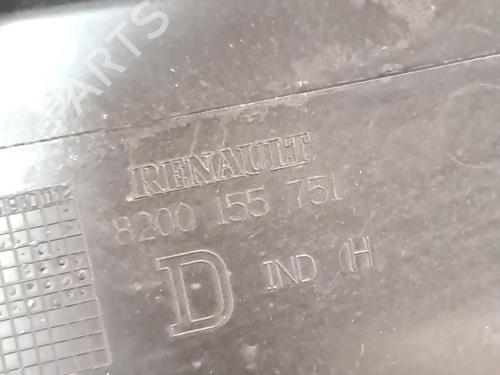 PARTS
RENAULT
8200 155 751
D IND H